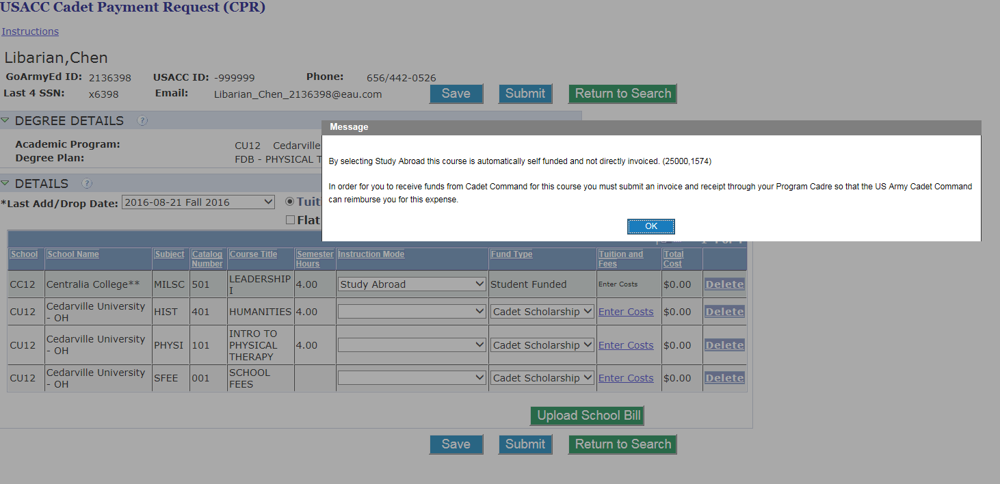 USACC Cadet Payment Request (CPR)
Instructions
Libarian,Chen
GoArmyEd ID: 2136398 USACC ID: -999999 Phone: 656/442-0526
Last 4 SSN: x6398 Email: Libarian_Chen_2136398@eau.com Save Submit Return to Search
DEGREE DETAILS ?
Message
Academic Program: CU12 Cedarville
Degree Plan: FDB - PHYSICAL T
By selecting Study Abroad this course is automatically self funded and not directly invoiced. (25000,1574)
In order for you to receive funds from Cadet Command for this course you must submit an invoice and receipt through your Program Cadre so that the US Army Cadet Command
can reimburse you for this expense.
OK
DETAILS ?
*Last Add/Drop Date: 2016-08-21 Fall 2016 Tuiti
Flat
School School Name Subject Catalog Number Course Title Semester Hours Instruction Mode Fund Type Tuition and Fees Total Cost
CC12 Centralia College** MILSC 501 LEADERSHIP I 4.00 Study Abroad Student Funded Enter Costs $0.00 Delete
CU12 Cedarville University - OH HIST 401 HUMANITIES 4.00 Cadet Scholarship Enter Costs $0.00 Delete
CU12 Cedarville University - OH PHYSI 101 INTRO TO PHYSICAL THERAPY 4.00 Cadet Scholarship Enter Costs $0.00 Delete
CU12 Cedarville University - OH SFEE 001 SCHOOL FEES Cadet Scholarship Enter Costs $0.00 Delete
Upload School Bill
Save Submit Return to Search